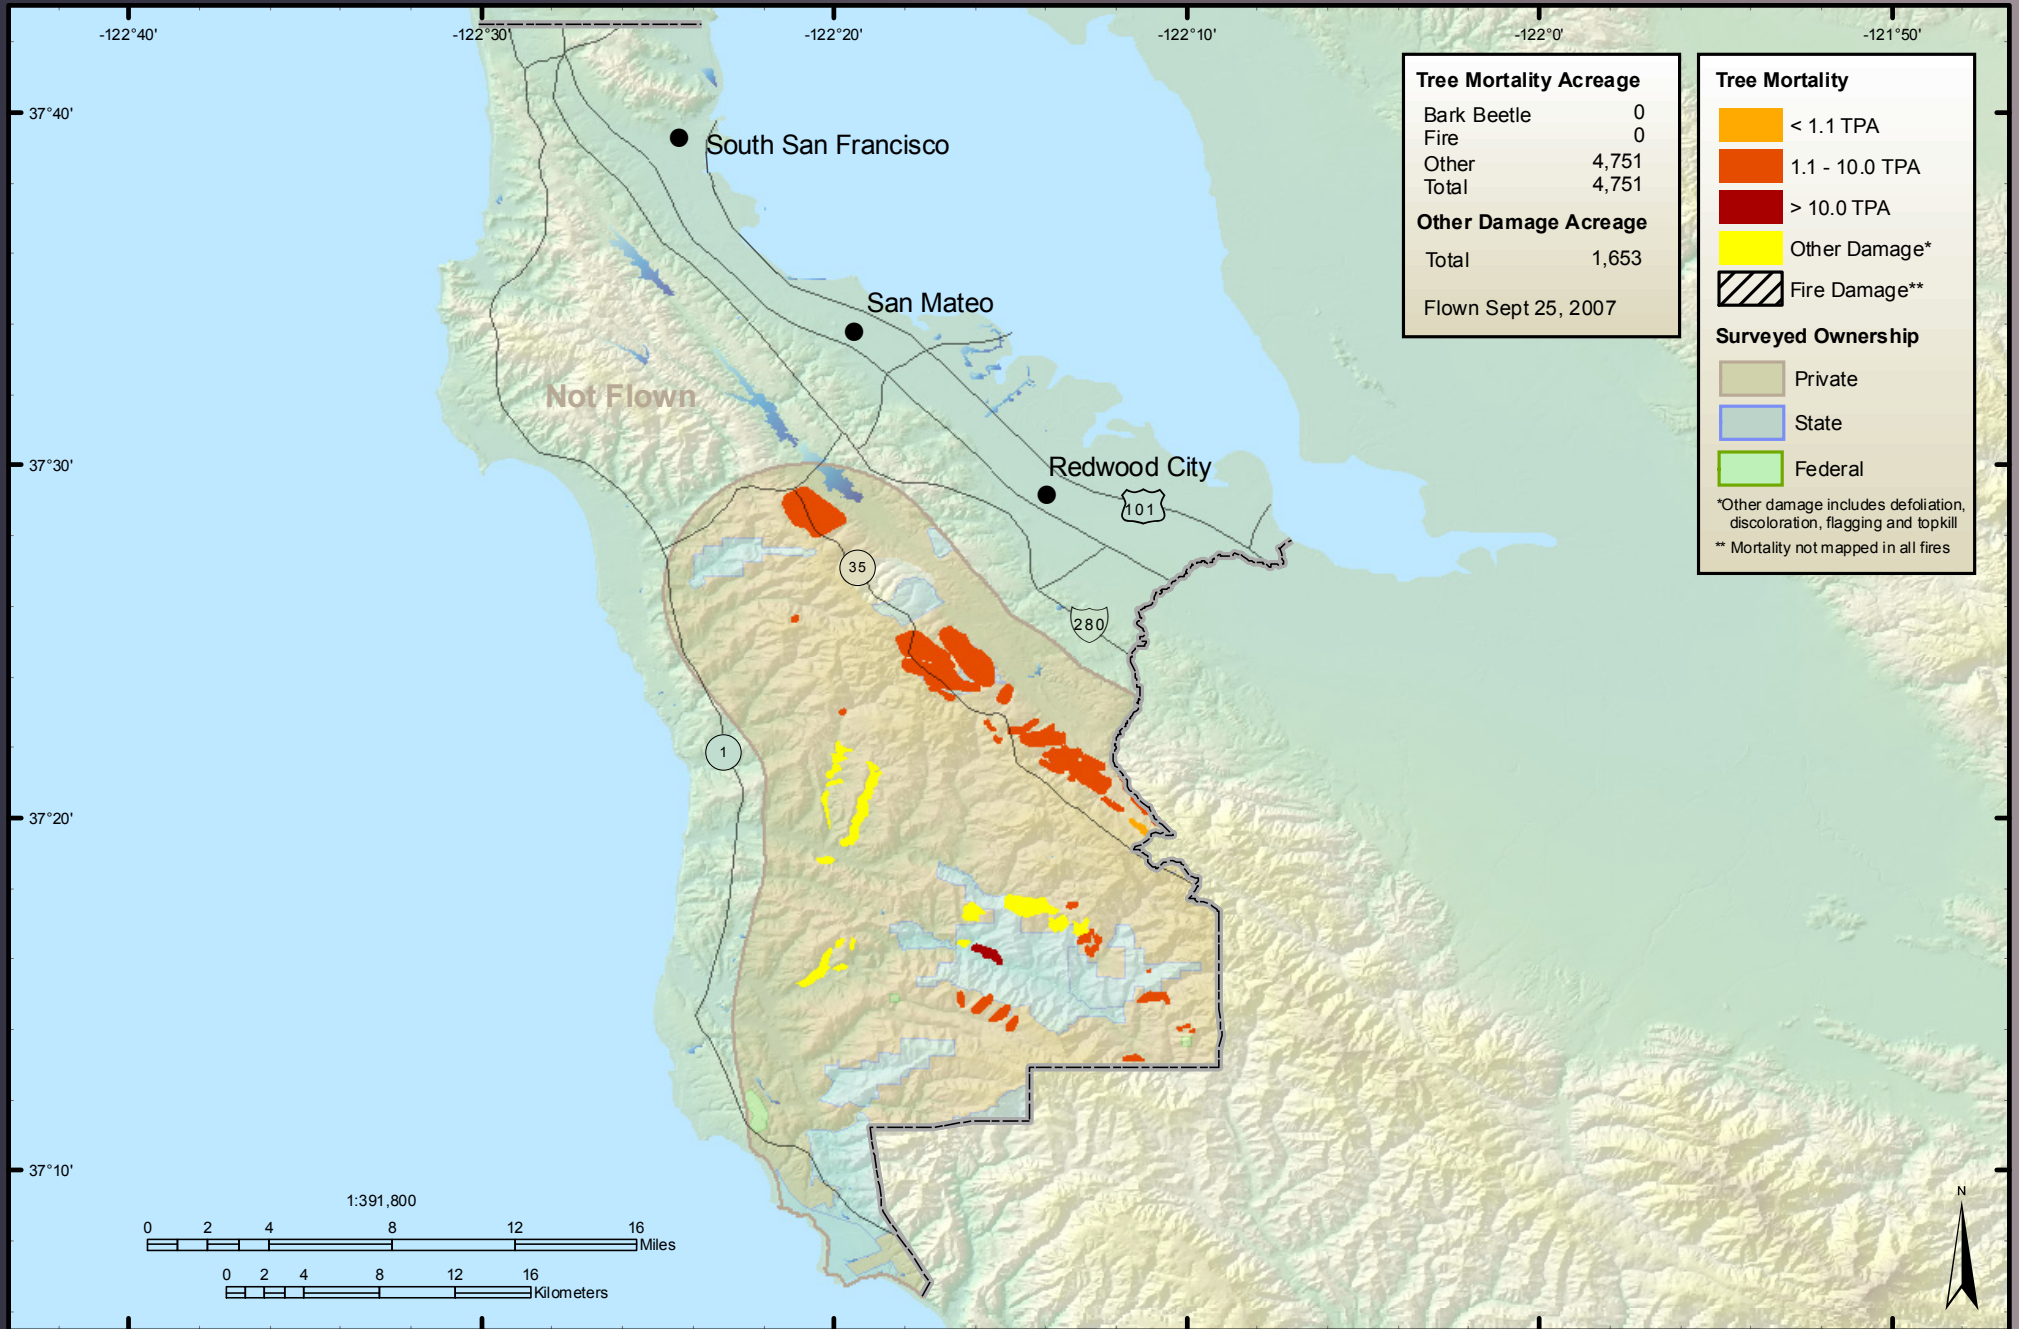 -122°40'
-122°30'
-122°20'
-122°10'
-122°0'
-121°50'
37°40'
37°30'
37°20'
37°10'
South San Francisco
San Mateo
Not Flown
Redwood City
101
35
280
1
Tree Mortality Acreage
Bark Beetle 0
Fire 0
Other 4,751
Total 4,751
Other Damage Acreage
Total 1,653
Flown Sept 25, 2007
Tree Mortality
< 1.1 TPA
1.1 - 10.0 TPA
> 10.0 TPA
Other Damage*
Fire Damage**
Surveyed Ownership
Private
State
Federal
*Other damage includes defoliation,
discoloration, flagging and topkill
** Mortality not mapped in all fires
1:391,800
0 2 4 8 12 16
Miles
0 2 4 8 12 16
Kilometers
N